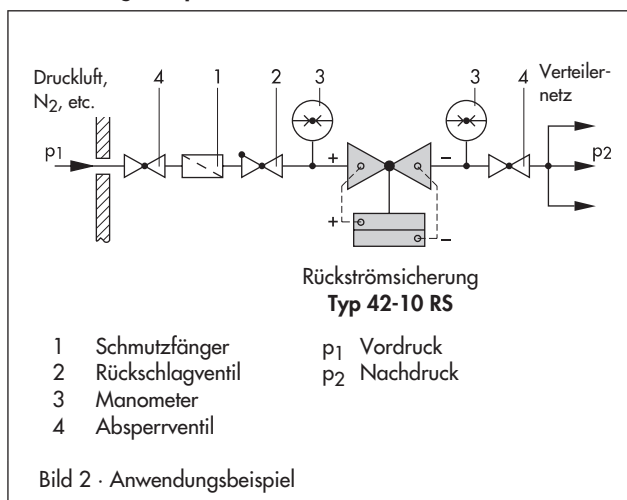 Druckluft, 4 1 2 3 3 4 Verteiler-
N2, etc. netz
p1 + − p2
+ −
Rückströmsicherung
Typ 42-10 RS
1 Schmutzfänger p1 Vordruck
2 Rückschlagventil p2 Nachdruck
3 Manometer
4 Absperrventil
Bild 2 · Anwendungsbeispiel